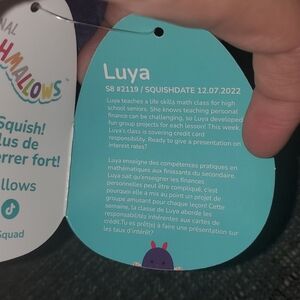 NAL
HMALLOWS
Squish!
lus de
errer fort!
llows
Squad
Luya
S8 #2119 / SQUISHDATE 12.07.2022
Luya teaches a life skills math class for high
school seniors. She knows teaching personal
finance can be challenging, so Luya developed
fun group projects for each lesson! This week,
Luya's class is covering credit card
responsibility. Ready to give a presentation on
interest rates?
Luya enseigne des compétences pratiques en
mathématiques aux finissants du secondaire.
Luya sait qu'enseigner les finances
personnelles peut être compliqué, c'est
pourquoi elle a mis au point un projet de
groupe amusant pour chaque leçon! Cette
semaine, la classe de Luya aborde les
responsabilités inhérentes aux cartes de
crédit.Tu es prêt(e) à faire une présentation sur
les taux d'intérêt?